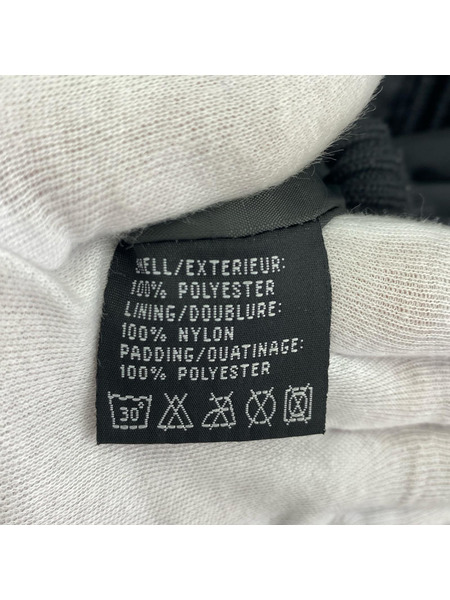 HELL/EXTERIEUR:
100% POLYESTER
LINING/DOUBLURE:
100% NYLON
PADDING/OUATINAGE:
100% POLYESTER
30°